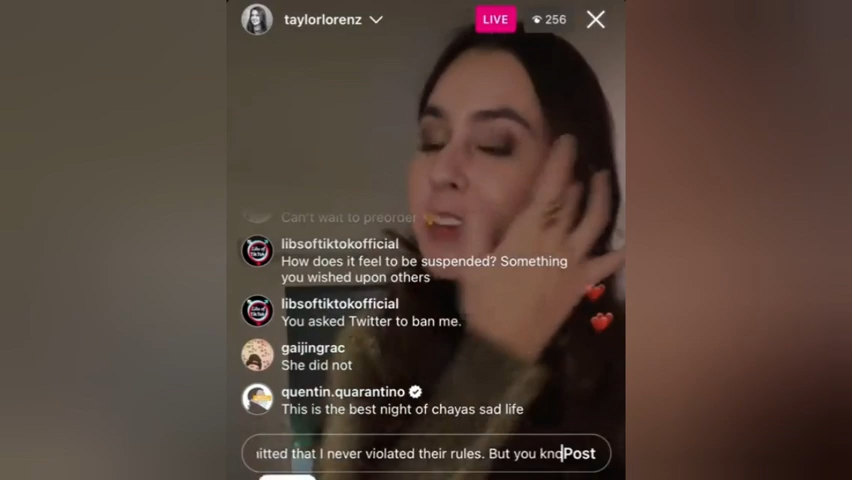 taylorlorenz
LIVE
256
Can't wait to preorder
libsoftiktokofficial
How does it feel to be suspended? Something
you wished upon others
libsoftiktokofficial
You asked Twitter to ban me.
gaijingrac
She did not
quentin.quarantino
This is the best night of chayas sad life
itted that I never violated their rules. But you kno
Post